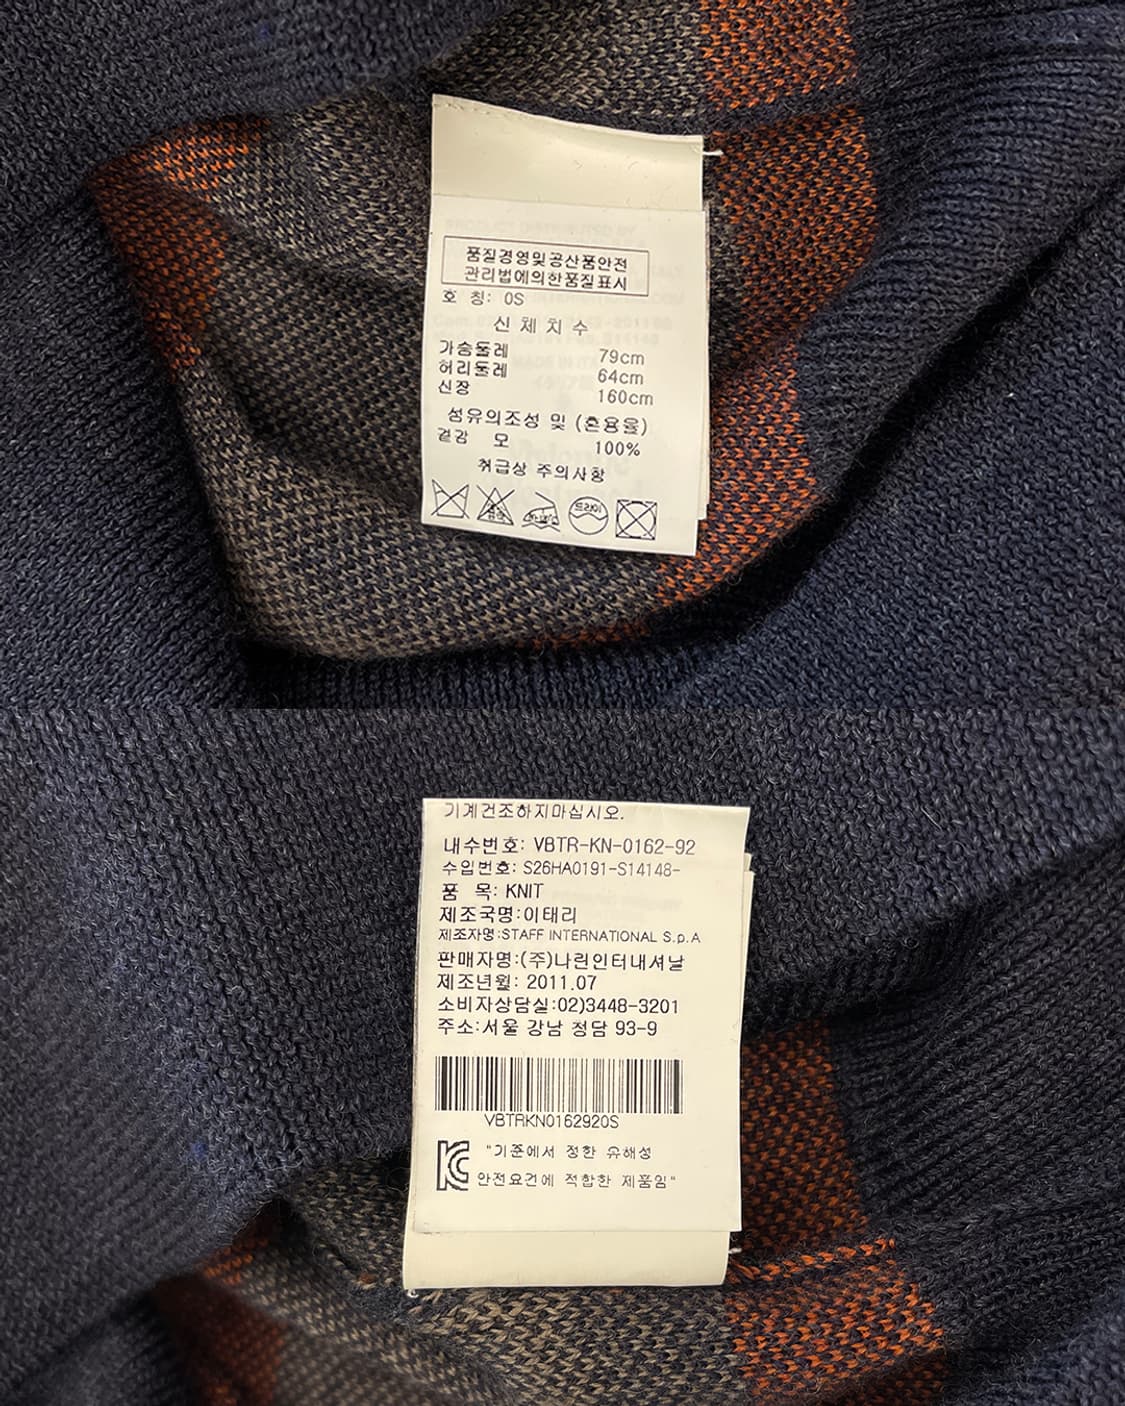 품질경영및공산품안전
관리법에의한품질표시
호 칭: 0S
신체치수
가슴둘레 79cm
허리둘레 64cm
신장 160cm
섬유의조성 및 (혼용율)
겉감 모 100%
취급상 주의사항
드라이
기계건조하지마십시오.
내수번호: VBTR-KN-0162-92
수입번호: S26HA0191-S14148-
품 목: KNIT
제조국명:이태리
제조자명:STAFF INTERNATIONAL S.p.A
판매자명:(주)나린인터내셔날
제조년월: 2011.07
소비자상담실:02)3448-3201
주소:서울 강남 정담 93-9
VBTRKN0162920S
"기준에서 정한 유해성
안전요건에 적합한 제품임"